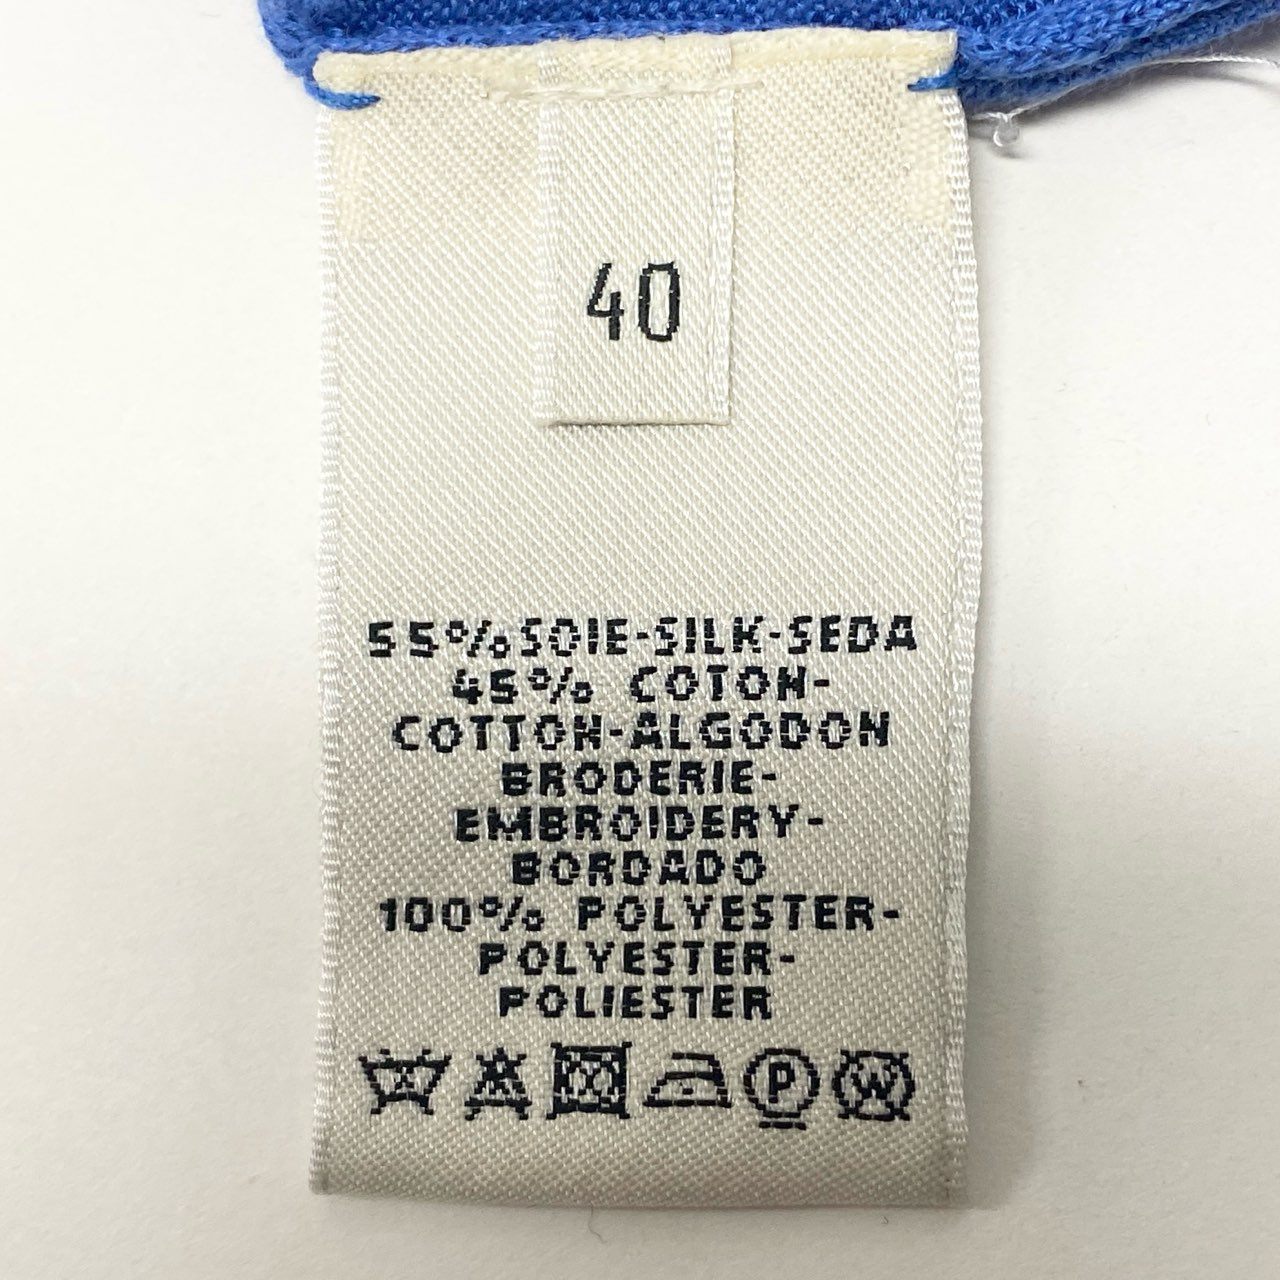 40
55%SOIE-SILK-SEDA
45% COTON-
COTTON-ALGODON
BRODERIE-
EMBROIDERY-
BORDADO
100% POLYESTER-
POLYESTER-
POLIESTER
P W